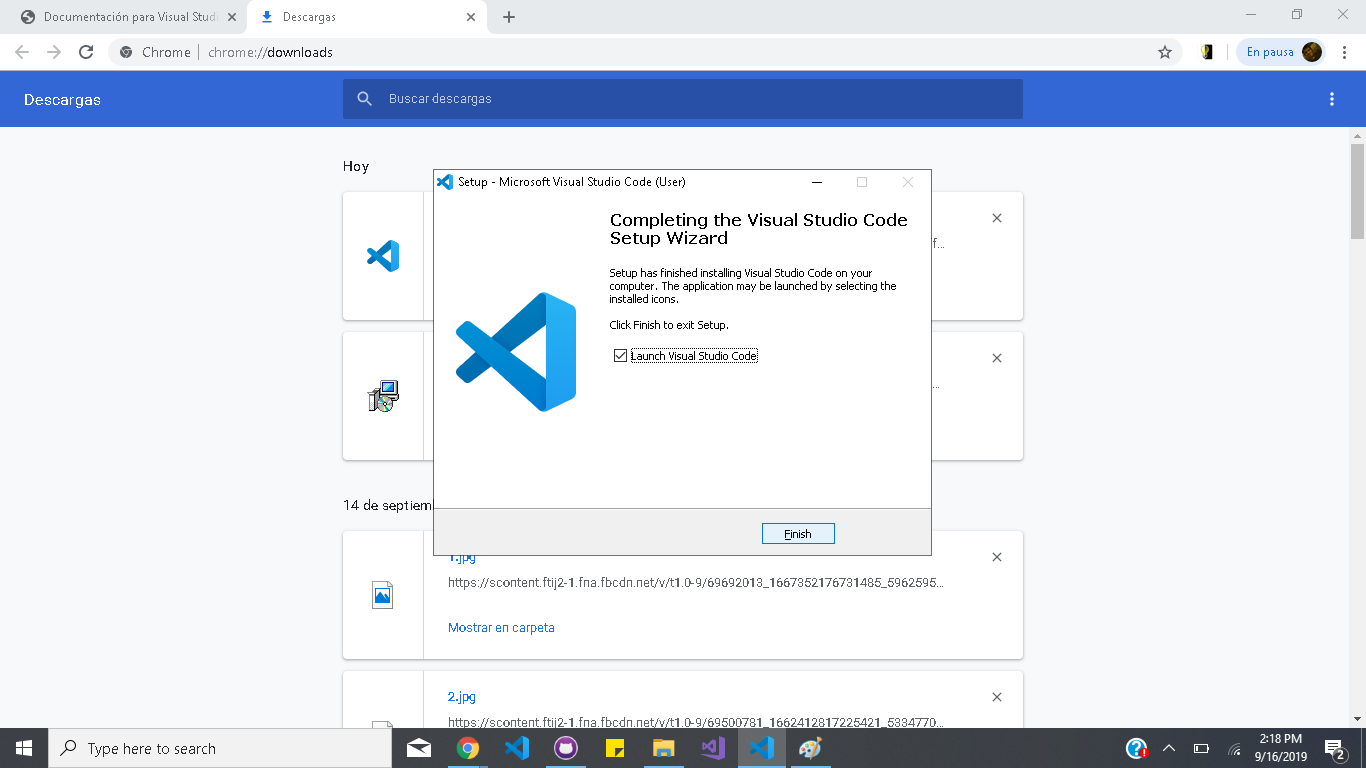 Documentación para Visual Studi
Descargas
Chrome
chrome://downloads
En pausa
Descargas
Buscar descargas
Hoy
Setup - Microsoft Visual Studio Code (User)
Completing the Visual Studio Code
Setup Wizard
Setup has finished installing Visual Studio Code on your
computer. The application may be launched by selecting the
installed icons.
Click Finish to exit Setup.
Launch Visual Studio Code
Finish
f...
...
14 de septiem
1.jpg
https://scontent.ftij2-1.fna.fbcdn.net/v/t1.0-9/69692013_1667352176731485_5962595...
Mostrar en carpeta
2.jpg
https://scontent.ftij2-1.fna.fbcdn.net/v/t1.0-9/69500781_1662412817225421_5334770...
Type here to search
2:18 PM
9/16/2019
2